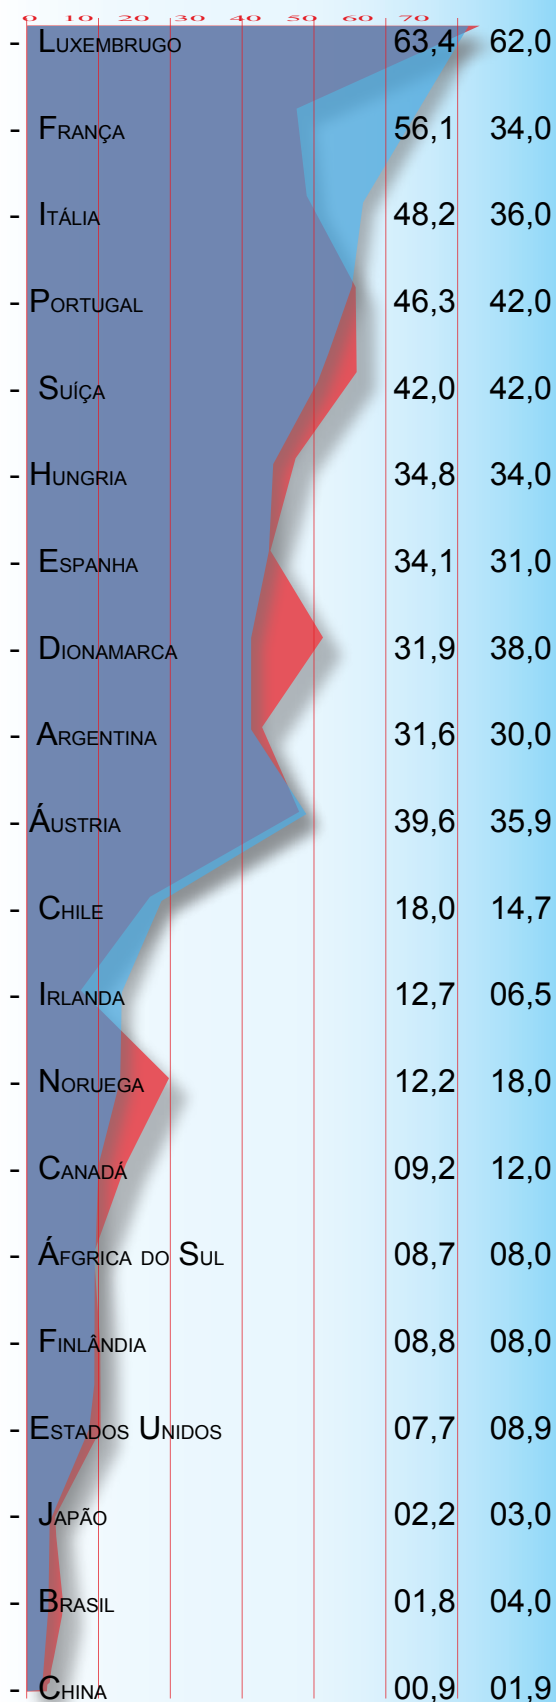 0 10 20 30 40 50 60 70
- Luxembrugo 63,4 62,0
- França 56,1 34,0
- Itália 48,2 36,0
- Portugal 46,3 42,0
- Suíça 42,0 42,0
- Hungria 34,8 34,0
- Espanha 34,1 31,0
- Dionamarca 31,9 38,0
- Argentina 31,6 30,0
- Áustria 39,6 35,9
- Chile 18,0 14,7
- Irlanda 12,7 06,5
- Noruega 12,2 18,0
- Canadá 09,2 12,0
- Áfgrica do Sul 08,7 08,0
- Finlândia 08,8 08,0
- Estados Unidos 07,7 08,9
- Japão 02,2 03,0
- Brasil 01,8 04,0
- China 00,9 01,9